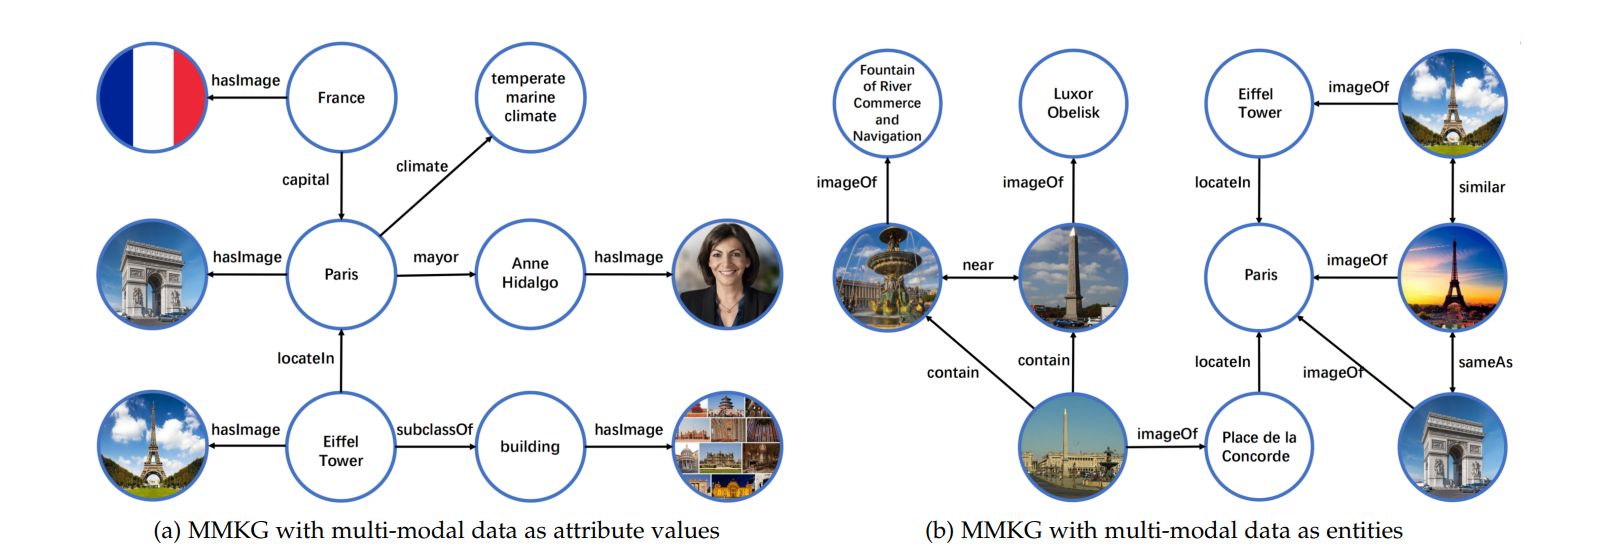 hasImage
France
temperate
marine
climate
capital
climate
hasImage
Paris
mayor
Anne
Hidalgo
hasImage
locateIn
hasImage
Eiffel
Tower
subclassOf
building
hasImage
(a) MMKG with multi-modal data as attribute values
Fountain
of River
Commerce
and
Navigation
Luxor
Obelisk
Eiffel
Tower
imageOf
imageOf
imageOf
locateIn
similar
near
Paris
imageOf
contain
contain
locateIn
imageOf
sameAs
imageOf
Place de la
Concorde
(b) MMKG with multi-modal data as entities